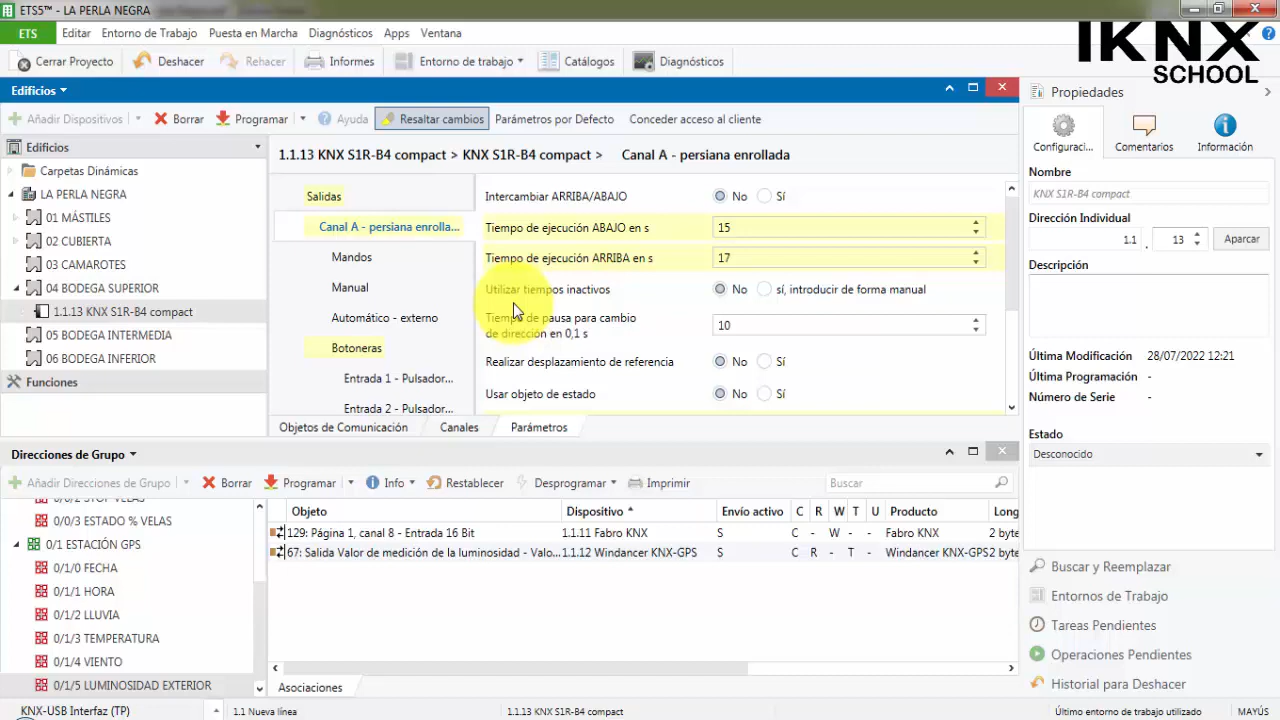 ETS5™ - LA PERLA NEGRA
ETS Editar Entorno de Trabajo Puesta en Marcha Diagnósticos Apps Ventana
IKNX
SCHOOL
Cerrar Proyecto Deshacer Rehacer Informes Entorno de trabajo Catálogos Diagnósticos
Edificios
Añadir Dispositivos Borrar Programar Ayuda Resaltar cambios Parámetros por Defecto Conceder acceso al cliente
Edificios
Carpetas Dinámicas
LA PERLA NEGRA
01 MÁSTILES
02 CUBIERTA
03 CAMAROTES
04 BODEGA SUPERIOR
1.1.13 KNX S1R-B4 compact
05 BODEGA INTERMEDIA
06 BODEGA INFERIOR
Funciones
1.1.13 KNX S1R-B4 compact > KNX S1R-B4 compact > Canal A - persiana enrollada
Salidas
Canal A - persiana enrolla...
Mandos
Manual
Automático - externo
Botoneras
Entrada 1 - Pulsador...
Entrada 2 - Pulsador...
Intercambiar ARRIBA/ABAJO No Sí
Tiempo de ejecución ABAJO en s 15
Tiempo de ejecución ARRIBA en s 17
Utilizar tiempos inactivos No sí, introducir de forma manual
Tiempo de pausa para cambio
de dirección en 0,1 s 10
Realizar desplazamiento de referencia No Sí
Usar objeto de estado No Sí
Objetos de Comunicación Canales Parámetros
Direcciones de Grupo
Añadir Direcciones de Grupo Borrar Programar Info Restablecer Desprogramar Imprimir Buscar
0/0/2 STOP VELAS
0/0/3 ESTADO % VELAS
0/1 ESTACIÓN GPS
0/1/0 FECHA
0/1/1 HORA
0/1/2 LLUVIA
0/1/3 TEMPERATURA
0/1/4 VIENTO
0/1/5 LUMINOSIDAD EXTERIOR
Objeto Dispositivo Envío activo C R W T U Producto Long
129: Página 1, canal 8 - Entrada 16 Bit 1.1.11 Fabro KNX S C - W - - Fabro KNX 2 byte
67: Salida Valor de medición de la luminosidad - Valo... 1.1.12 Windancer KNX-GPS S C R - T - Windancer KNX-GPS 2 byte
Asociaciones
Propiedades
Configuraci... Comentarios Información
Nombre
KNX S1R-B4 compact
Dirección Individual
1.1 . 13 Aparcar
Descripción
Última Modificación 28/07/2022 12:21
Última Programación -
Número de Serie -
Estado
Desconocido
Buscar y Reemplazar
Entornos de Trabajo
Tareas Pendientes
Operaciones Pendientes
Historial para Deshacer
KNX-USB Interfaz (TP) 1.1 Nueva línea 1.1.13 KNX S1R-B4 compact Último entorno de trabajo utilizado MAYÚS